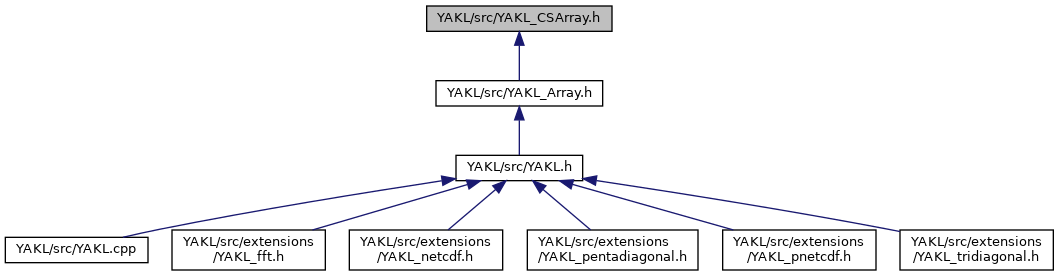 YAKL/src/YAKL_CSArray.h
YAKL/src/YAKL_Array.h
YAKL/src/YAKL.h
YAKL/src/YAKL.cpp
YAKL/src/extensions
/YAKL_fft.h
YAKL/src/extensions
/YAKL_netcdf.h
YAKL/src/extensions
/YAKL_pentadiagonal.h
YAKL/src/extensions
/YAKL_pnetcdf.h
YAKL/src/extensions
/YAKL_tridiagonal.h